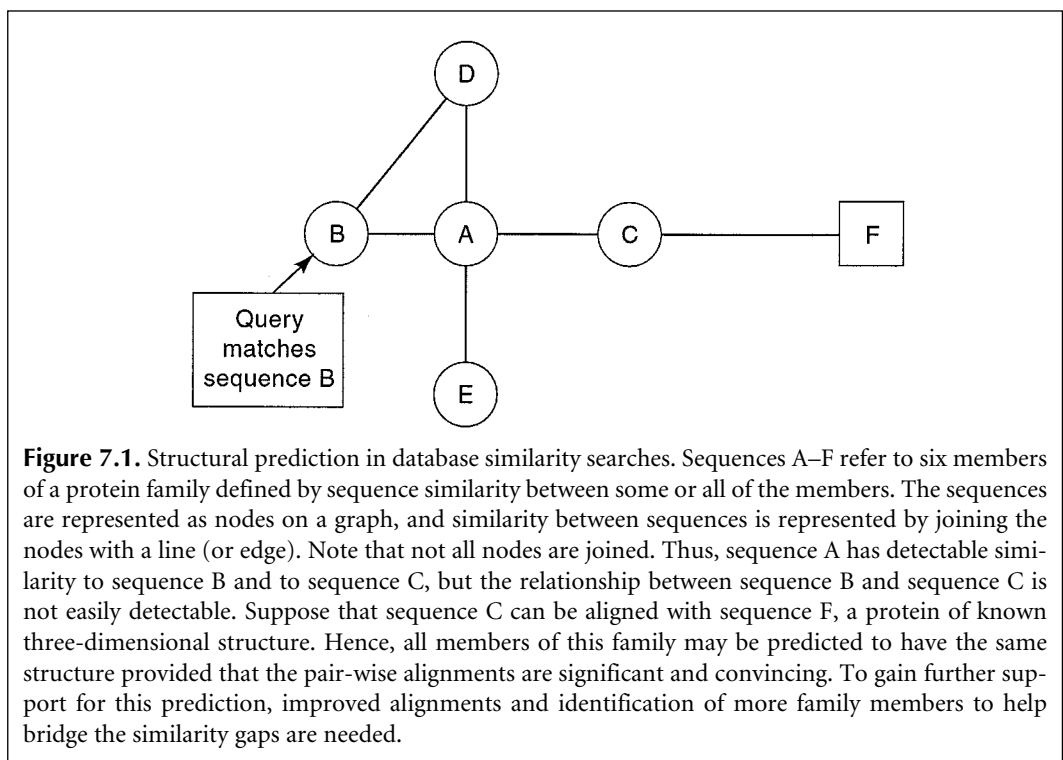 D
B
A
C
F
Query
matches
sequence B
E
Figure 7.1. Structural prediction in database similarity searches. Sequences A–F refer to six members
of a protein family defined by sequence similarity between some or all of the members. The sequences
are represented as nodes on a graph, and similarity between sequences is represented by joining the
nodes with a line (or edge). Note that not all nodes are joined. Thus, sequence A has detectable simi-
larity to sequence B and to sequence C, but the relationship between sequence B and sequence C is
not easily detectable. Suppose that sequence C can be aligned with sequence F, a protein of known
three-dimensional structure. Hence, all members of this family may be predicted to have the same
structure provided that the pair-wise alignments are significant and convincing. To gain further sup-
port for this prediction, improved alignments and identification of more family members to help
bridge the similarity gaps are needed.